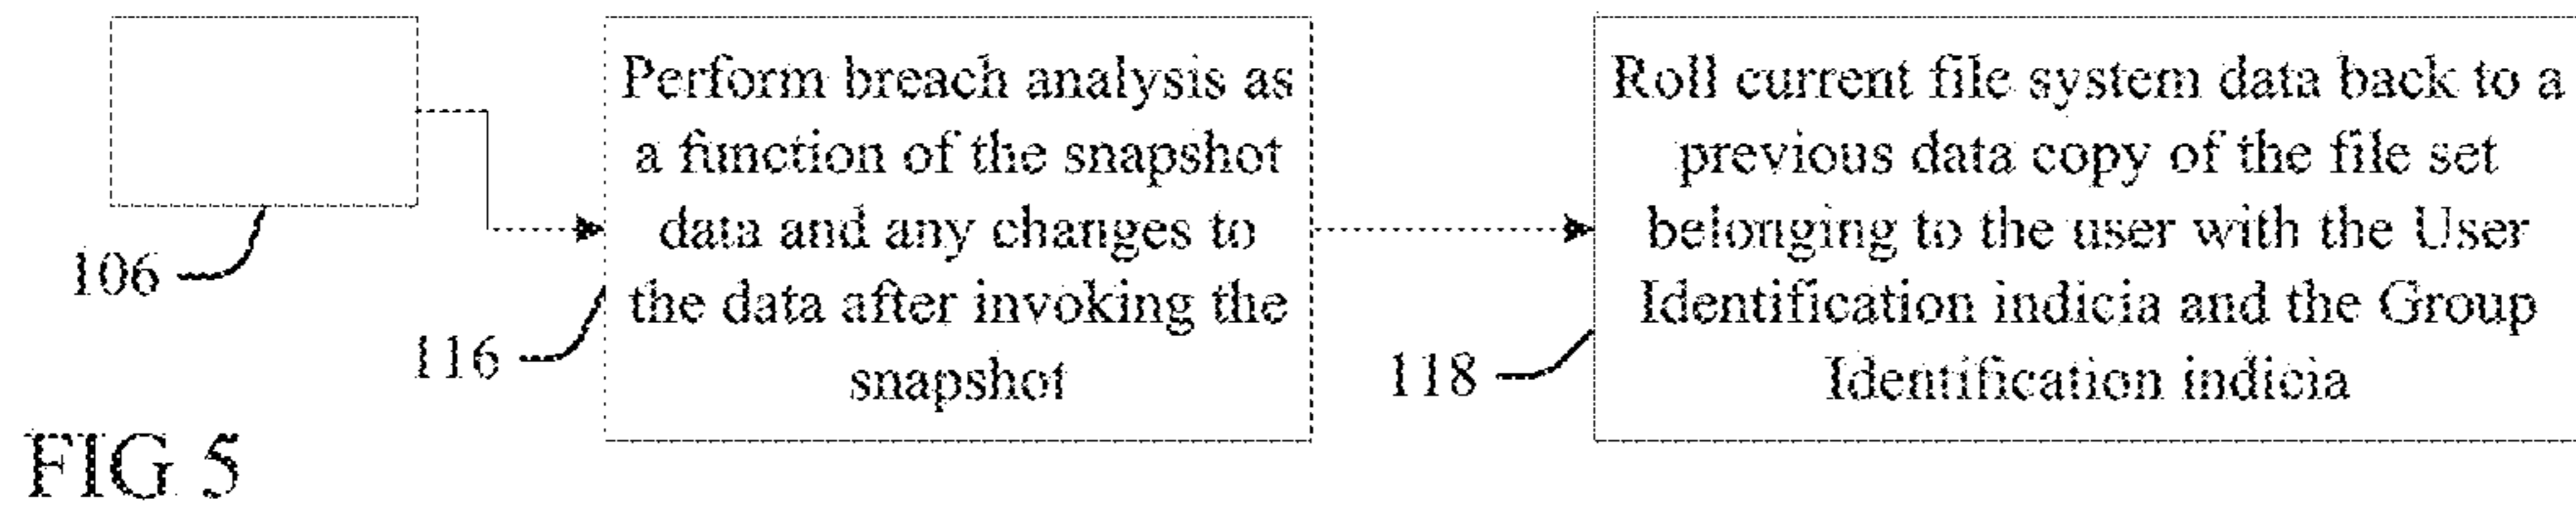 Perform breach analysis as
a function of the snapshot
data and any changes to
the data after invoking the
snapshot
Roll current file system data back to a
previous data copy of the file set
belonging to the user with the User
Identification indicia and the Group
Identification indicia
106
116
118
FIG 5